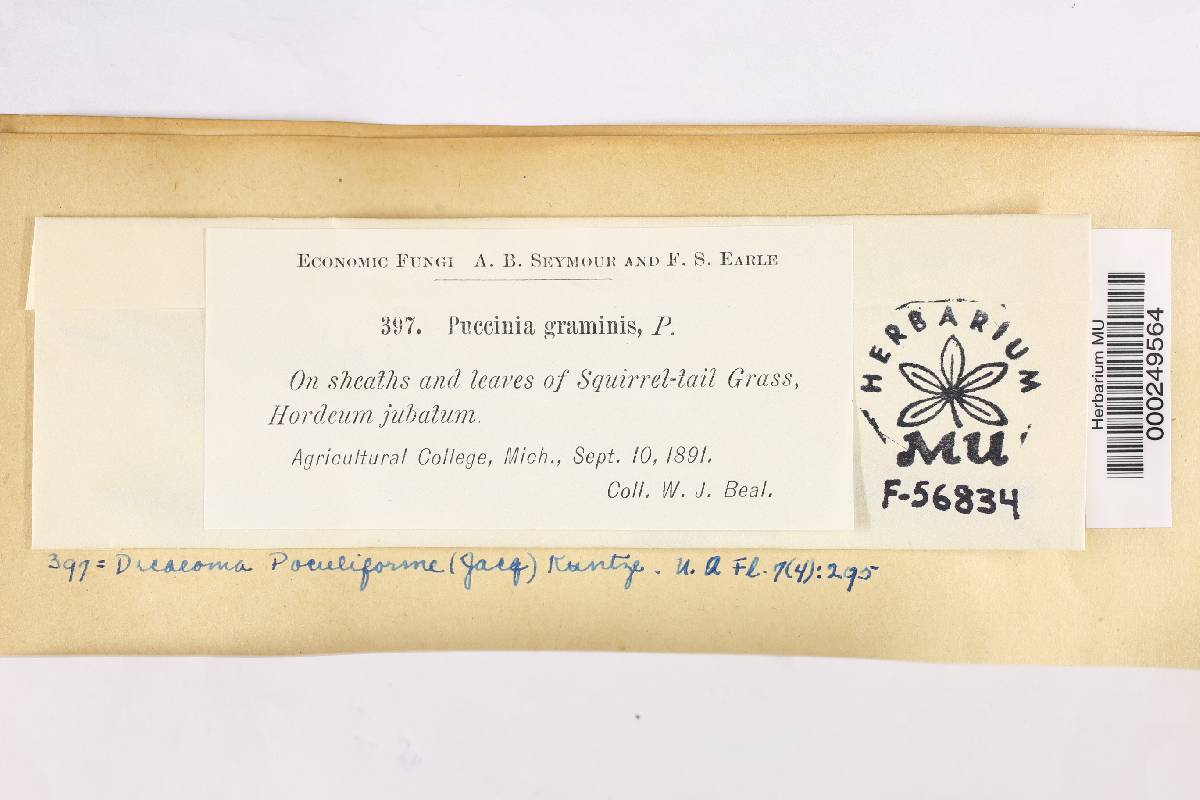 ECONOMIC FUNGI A. B. SEYMOUR AND F. S. EARLE
397. Puccinia graminis, P.
On sheaths and leaves of Squirrel-tail Grass,
Hordeum jubatum.
Agricultural College, Mich., Sept. 10, 1891.
Coll. W. J. Beal.
HERBARIUM
MU
F-56834
Herbarium MU
000249564
397 = Dicaeoma Poculiforme (Jacq) Kuntze. N. A Fl. 7(4):295